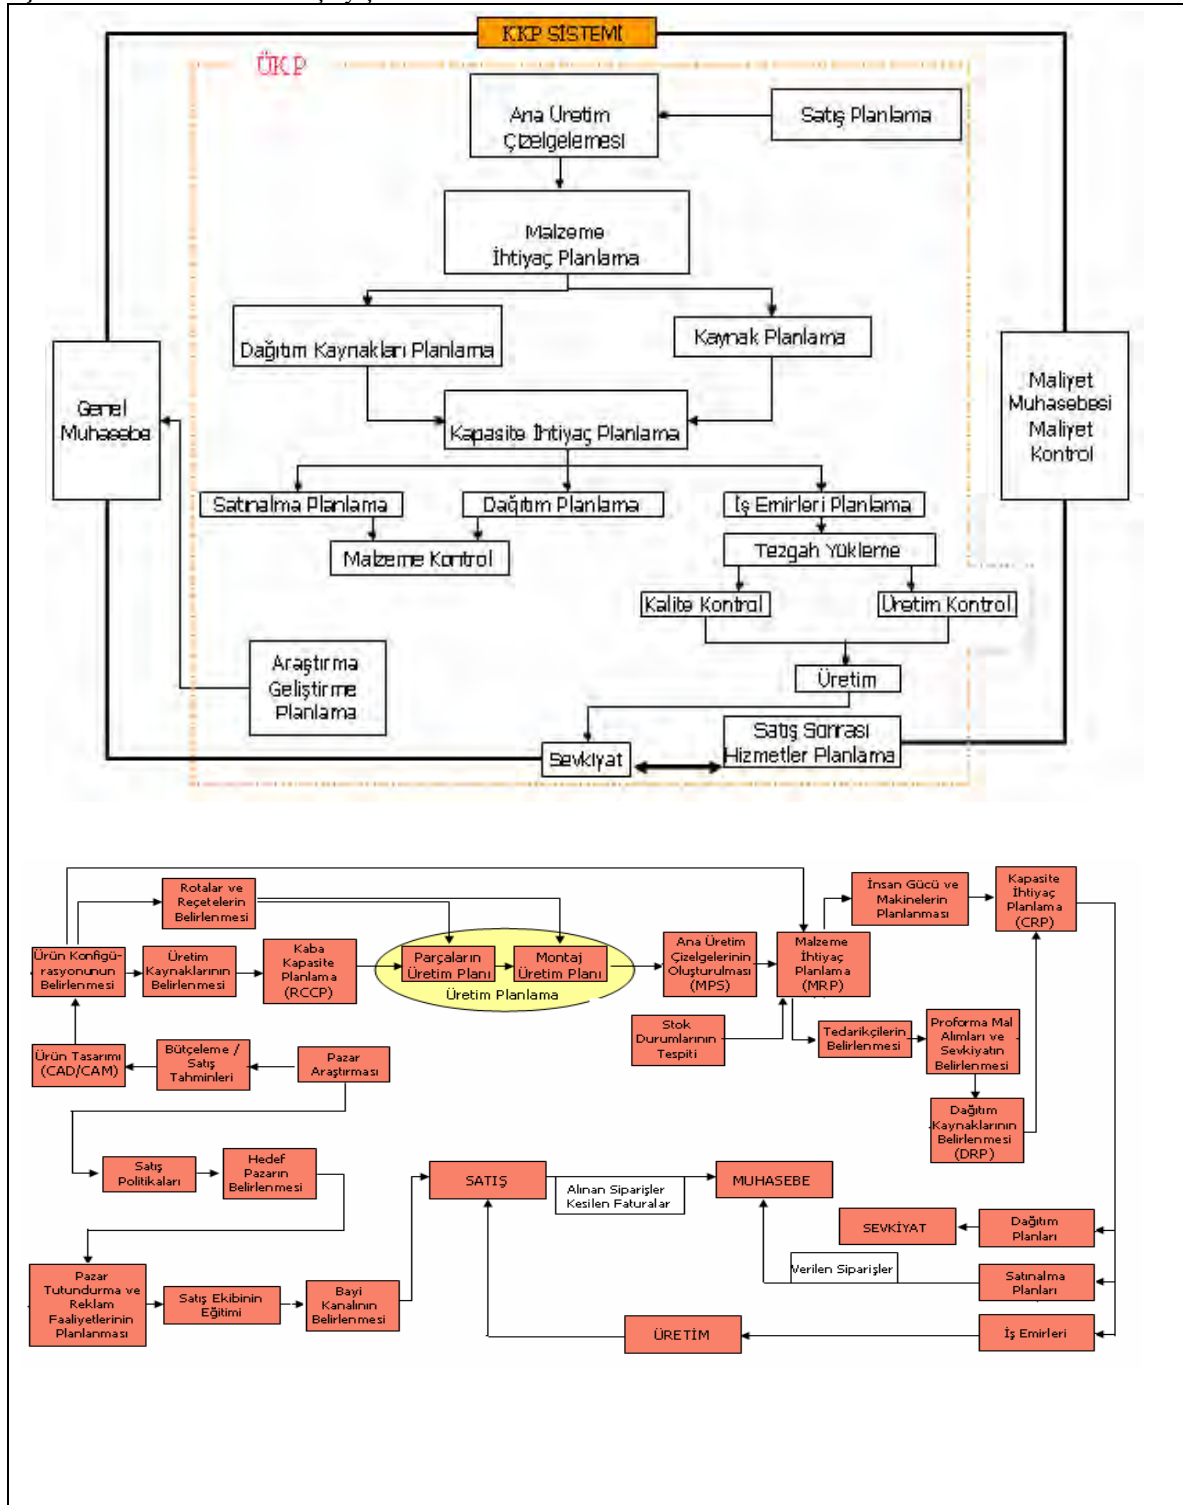 KKP SİSTEMİ
ÜKP
Ana Üretim
Çizelgelemesi
Satış Planlama
Malzeme
İhtiyaç Planlama
Dağıtım Kaynakları Planlama
Kaynak Planlama
Genel
Muhasebe
Maliyet
Muhasebesi
Maliyet
Kontrol
Kapasite İhtiyaç Planlama
Satınalma Planlama
Dağıtım Planlama
İş Emirleri Planlama
Malzeme Kontrol
Tezgah Yükleme
Kalite Kontrol
Üretim Kontrol
Araştırma
Geliştirme
Planlama
Üretim
Satış Sonrası
Hizmetler Planlama
Sevkiyat
Rotalar ve
Reçetelerin
Belirlenmesi
İnsan Gücü ve
Makinelerin
Planlanması
Kapasite
İhtiyaç
Planlama
(CRP)
Ürün Konfigü-
rasyonunun
Belirlenmesi
Üretim
Kaynaklarının
Belirlenmesi
Kaba
Kapasite
Planlama
(RCCP)
Parçaların
Üretim Planı
Montaj
Üretim Planı
Üretim Planlama
Ana Üretim
Çizelgelerinin
Oluşturulması
(MPS)
Malzeme
İhtiyaç
Planlama
(MRP)
Stok
Durumlarının
Tespiti
Tedarikçilerin
Belirlenmesi
Proforma Mal
Alımları ve
Sevkiyatın
Belirlenmesi
Ürün Tasarımı
(CAD/CAM)
Bütçeleme /
Satış
Tahminleri
Pazar
Araştırması
Dağıtım
Kaynaklarının
Belirlenmesi
(DRP)
Satış
Politikaları
Hedef
Pazarın
Belirlenmesi
SATIŞ
Alınan Siparişler
Kesilen Faturalar
MUHASEBE
SEVKİYAT
Dağıtım
Planları
Verilen Siparişler
Satınalma
Planları
Pazar
Tutundurma ve
Reklam
Faaliyetlerinin
Planlanması
Satış Ekibinin
Eğitimi
Bayi
Kanalının
Belirlenmesi
ÜRETİM
İş Emirleri